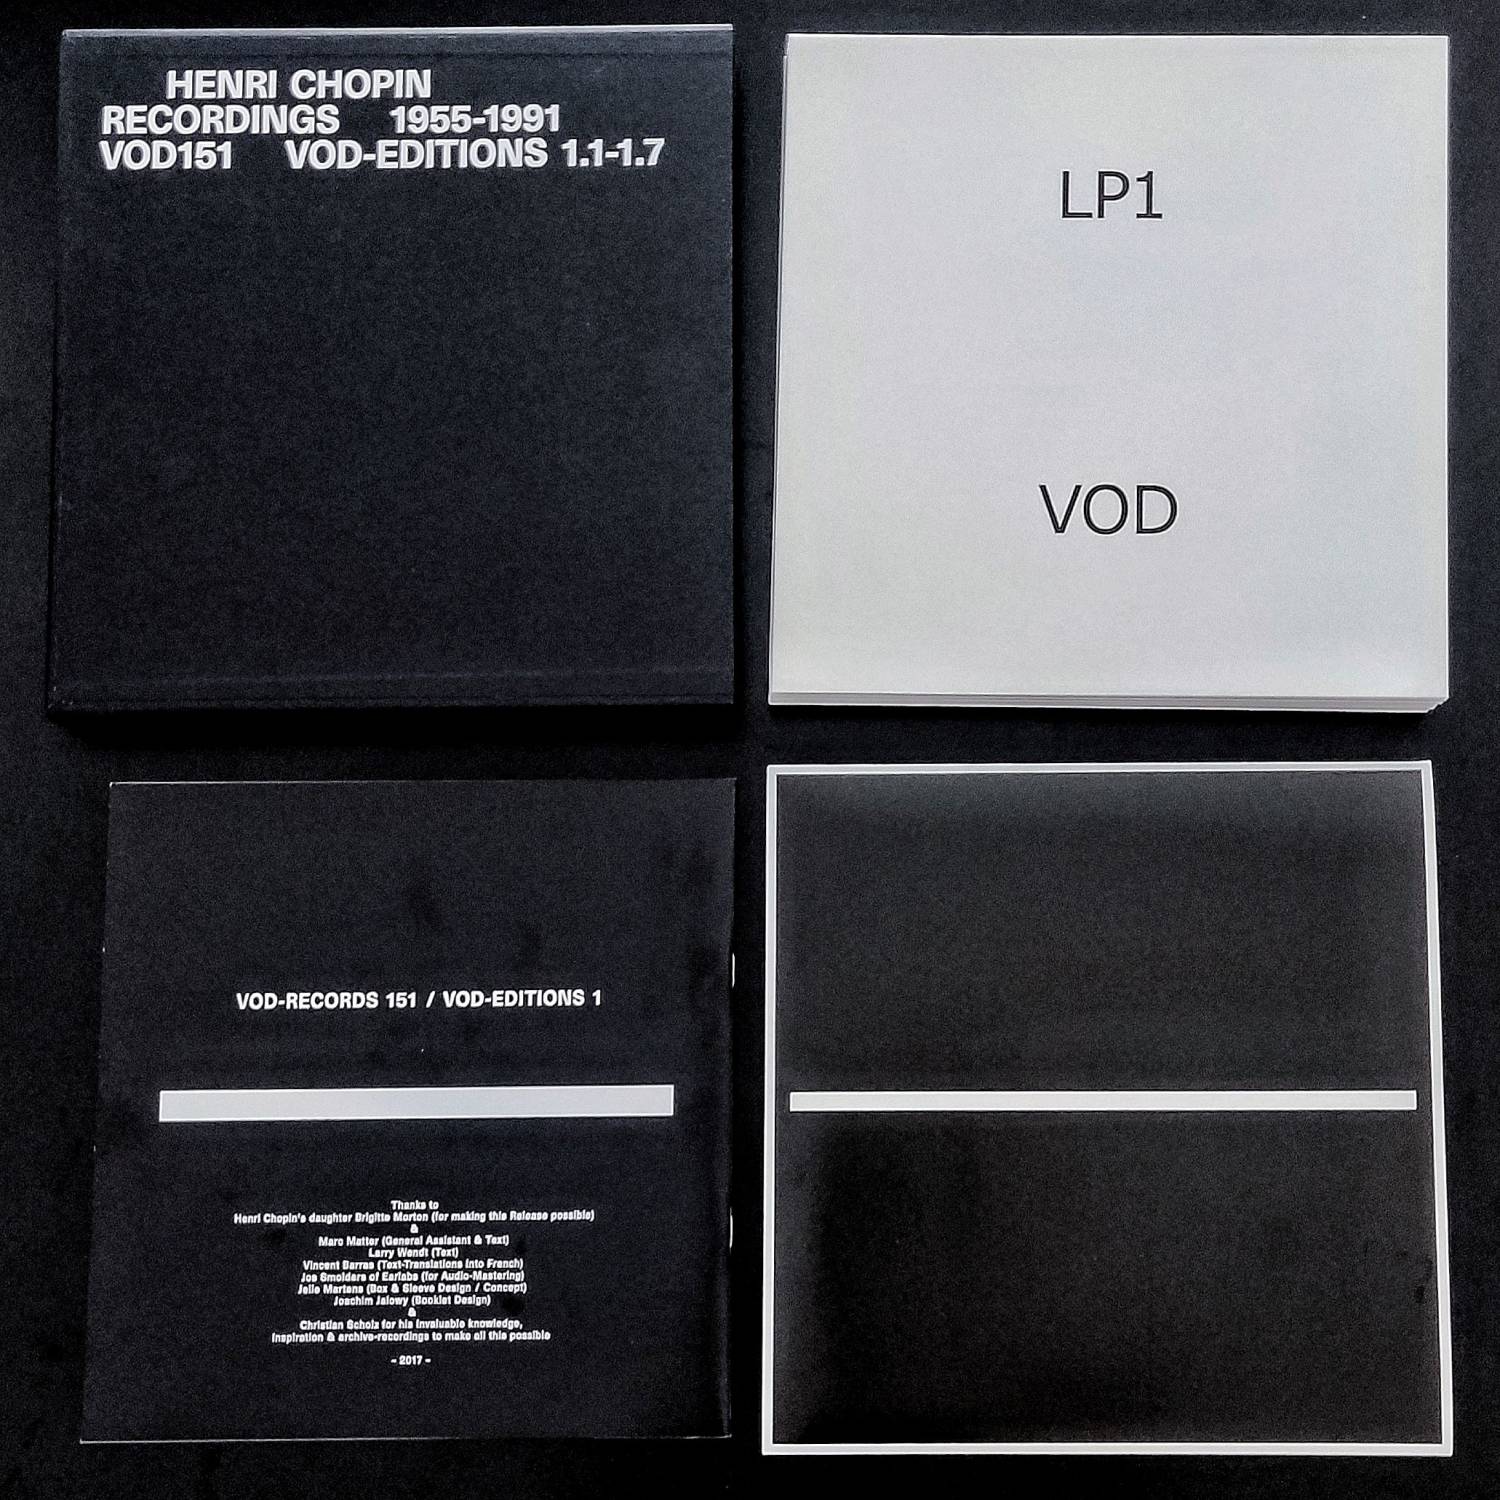 HENRI CHOPIN
RECORDINGS 1955-1991
VOD151 VOD-EDITIONS 1.1-1.7
LP1
VOD
VOD-RECORDS 151 / VOD-EDITIONS 1
Thanks to
Henri Chopin's daughter Brigitte Morton (for making this Release possible)
&
Marc Matter (General Assistant & Text)
Larry Wendt (Text)
Vincent Barras (Text-Translations into French)
Jos Smolders of Earlabs (for Audio-Mastering)
Jelle Martens (Box & Sleeve Design / Concept)
Joachim Jalowy (Booklet Design)
&
Christian Scholz for his invaluable knowledge,
inspiration & archive-recordings to make all this possible
- 2017 -